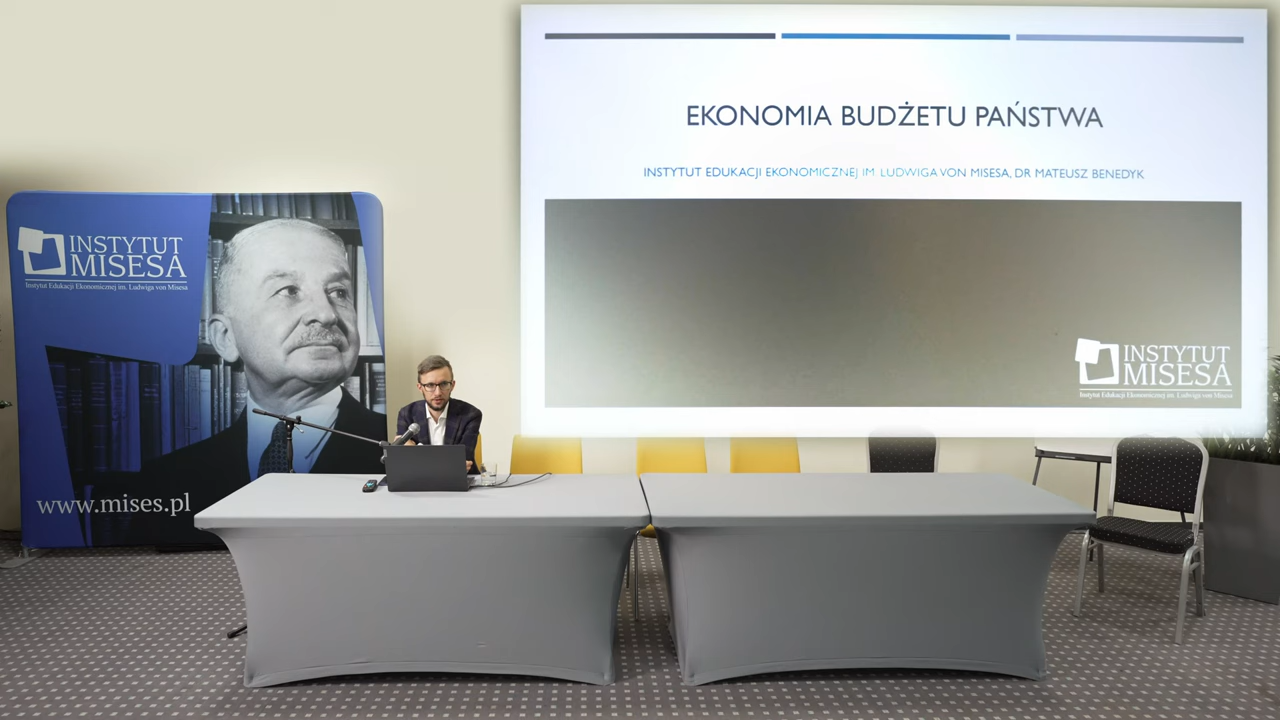 EKONOMIA BUDŻETU PAŃSTWA
INSTYTUT EDUKACJI EKONOMICZNEJ IM LUDWIGA VON MISESA, DR MATEUSZ BENEDYK
INSTYTUT
MISESA
Instytut Edukacji Ekonomicznej im. Ludwiga von Misesa
www.mises.pl
INSTYTUT
MISESA
Instytut Edukacji Ekonomicznej im. Ludwiga von Misesa